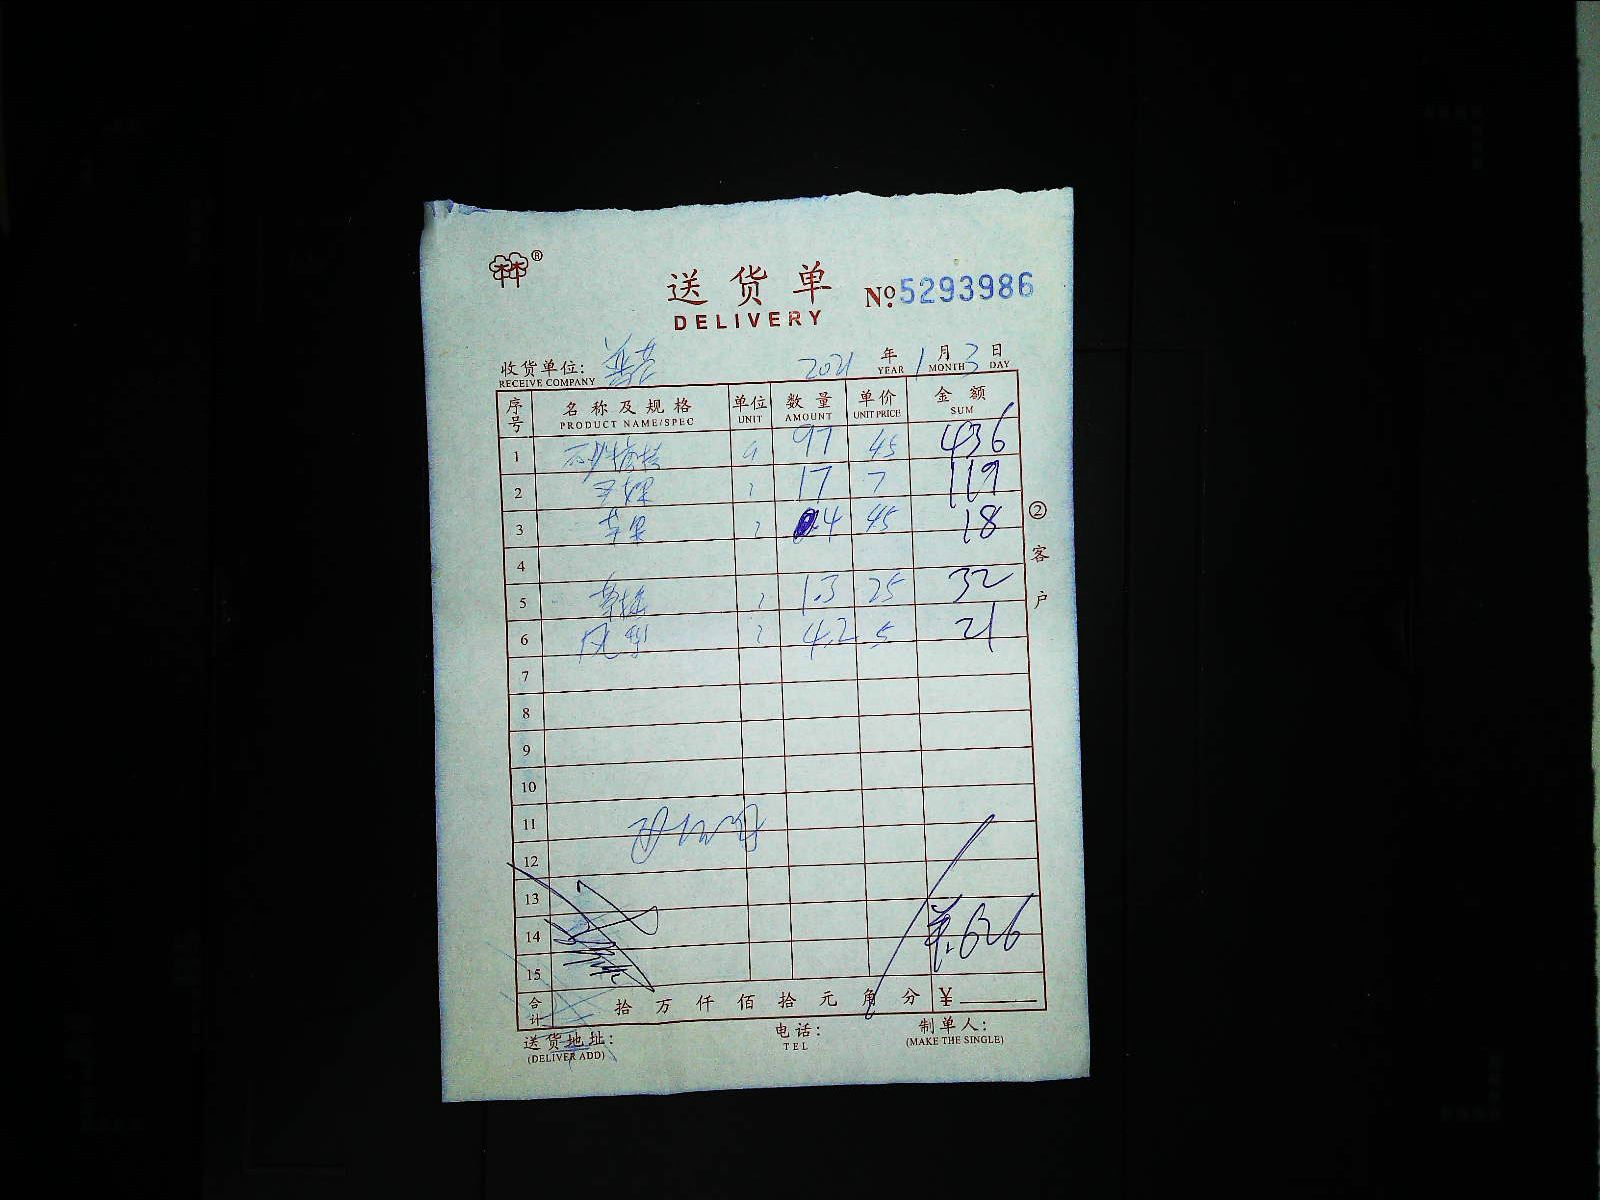 ®
送货单 Nº 5293986
DELIVERY
收货单位: 2021 年 1 月 3 日
RECEIVE COMPANY YEAR MONTH DAY
序号 名称及规格 单位 数量 单价 金额
PRODUCT NAME/SPEC UNIT AMOUNT UNIT PRICE SUM
1 97 45 436
2 17 7 119
3 4 45 18
4
5 1.3 25 32
6 4.2 5 21
7
8
9
10
11
12
13
14 626
15
合计 拾 万 仟 佰 拾 元 角 分 ¥
送货地址: 电话: 制单人:
(DELIVER ADD) TEL (MAKE THE SINGLE)
② 客户